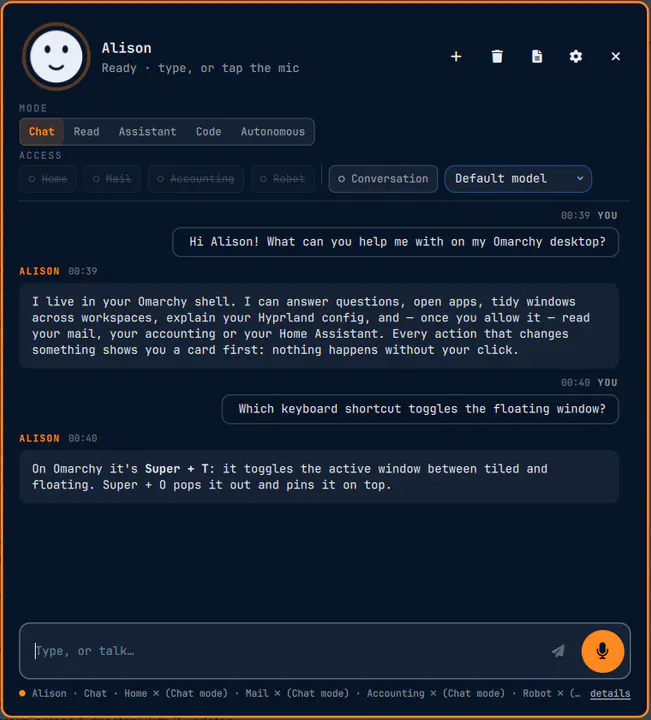 Alison
Ready · type, or tap the mic
MODE
Chat Read Assistant Code Autonomous
ACCESS
Home Mail Accounting Robot Conversation Default model
00:39 YOU
Hi Alison! What can you help me with on my Omarchy desktop?
ALISON 00:39
I live in your Omarchy shell. I can answer questions, open apps, tidy windows
across workspaces, explain your Hyprland config, and — once you allow it — read
your mail, your accounting or your Home Assistant. Every action that changes
something shows you a card first: nothing happens without your click.
00:40 YOU
Which keyboard shortcut toggles the floating window?
ALISON 00:40
On Omarchy it's Super + T: it toggles the active window between tiled and
floating. Super + O pops it out and pins it on top.
Type, or talk…
Alison · Chat · Home × (Chat mode) · Mail × (Chat mode) · Accounting × (Chat mode) · Robot × (… details